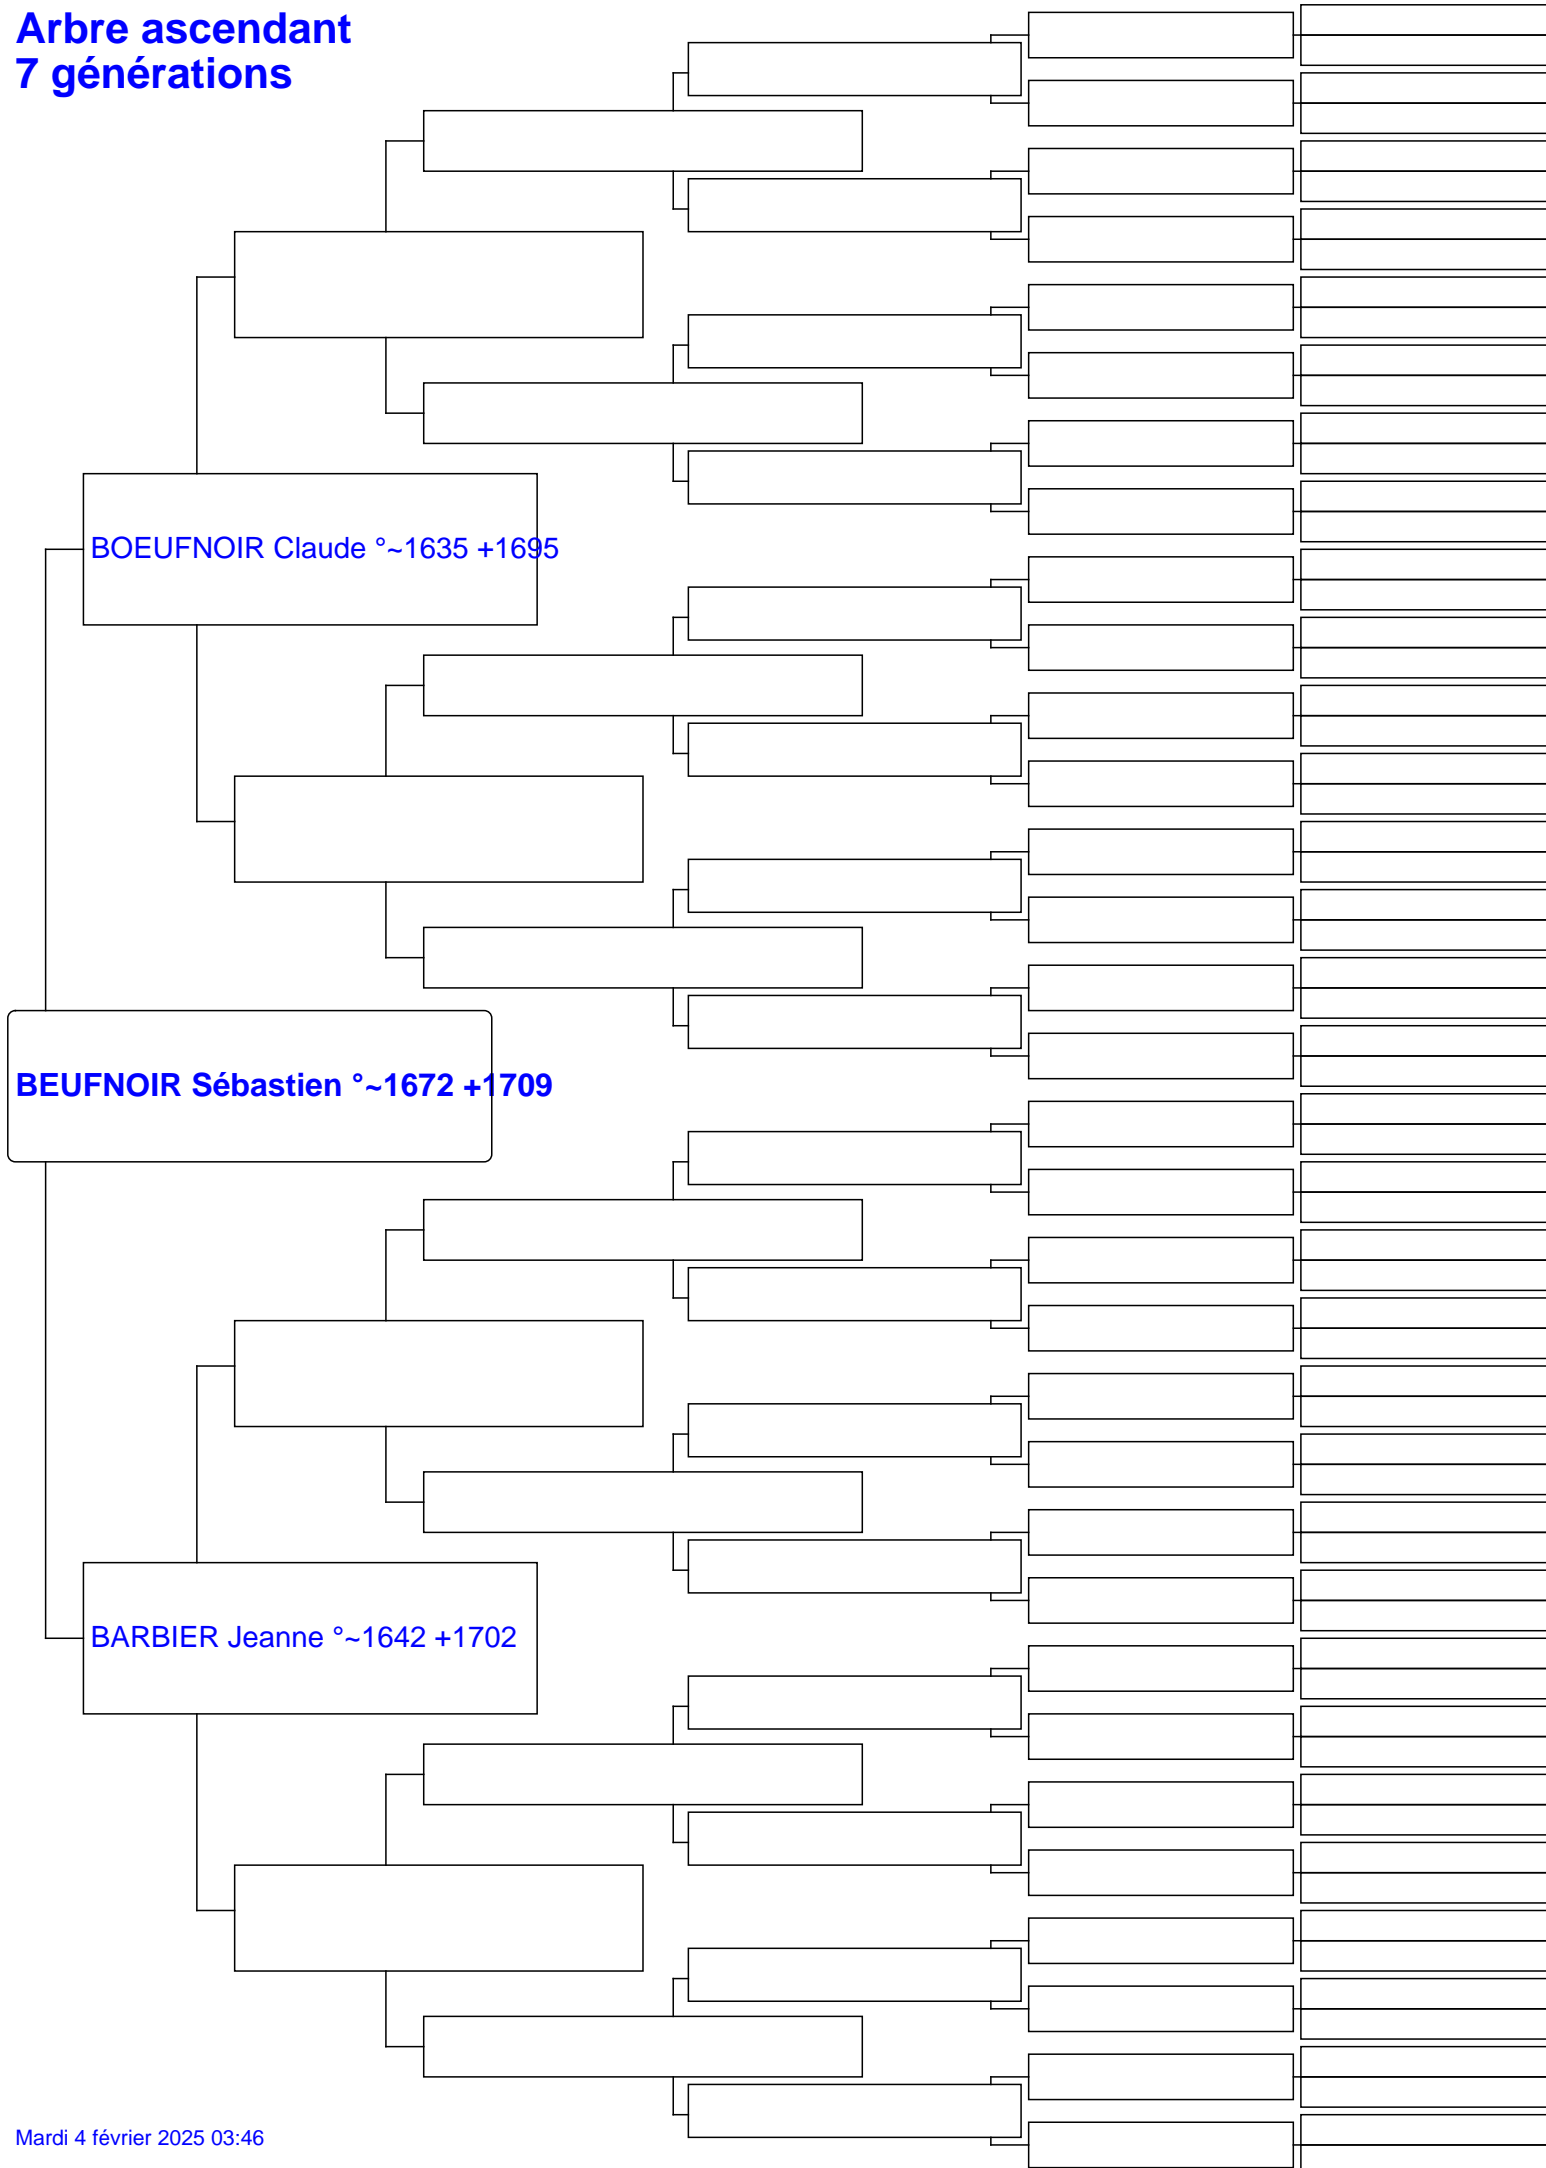 Arbre ascendant
7 générations
BOEUFNOIR Claude °~1635 +1695
BEUFNOIR Sébastien °~1672 +1709
BARBIER Jeanne °~1642 +1702
Mardi 4 février 2025 03:46